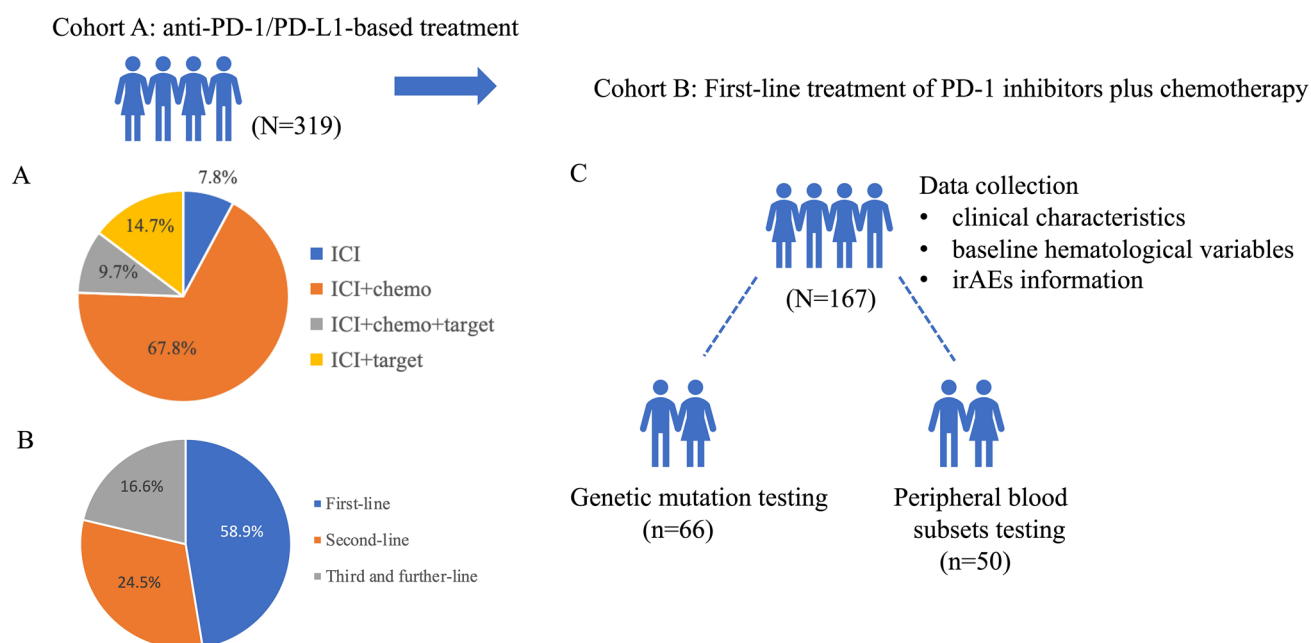 Cohort A: anti-PD-1/PD-L1-based treatment
(N=319)
Cohort B: First-line treatment of PD-1 inhibitors plus chemotherapy
A
7.8%
14.7%
9.7%
67.8%
ICI
ICI+chemo
ICI+chemo+target
ICI+target
B
16.6%
58.9%
24.5%
First-line
Second-line
Third and further-line
C
(N=167)
Data collection
• clinical characteristics
• baseline hematological variables
• irAEs information
Genetic mutation testing
(n=66)
Peripheral blood
subsets testing
(n=50)